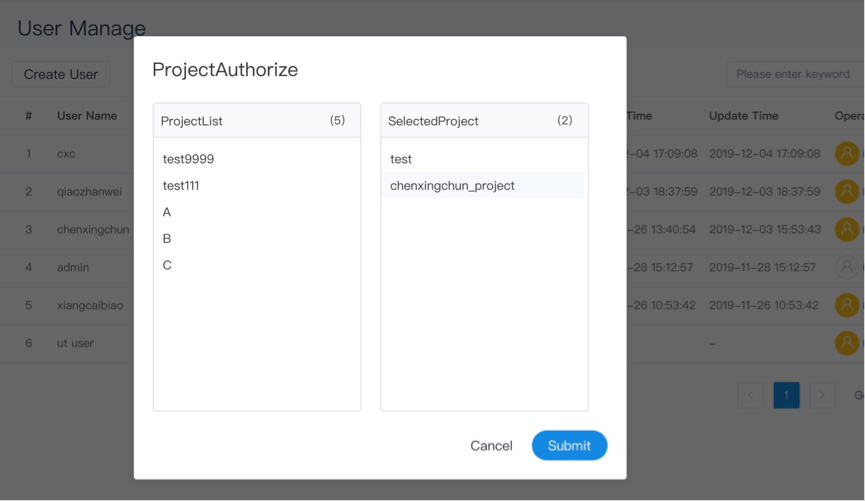 User Manage
Create User
Please enter keyword
# User Name Time Update Time Opera
1 cxc –04 17:09:08 2019–12–04 17:09:08
2 qiaozhanwei –03 18:37:59 2019–12–03 18:37:59
3 chenxingchun –26 13:40:54 2019–12–03 15:53:43
4 admin –28 15:12:57 2019–11–28 15:12:57
5 xiangcaibiao –26 10:53:42 2019–11–26 10:53:42
6 ut user –
< 1 > G
ProjectAuthorize
ProjectList (5)
test9999
test111
A
B
C
SelectedProject (2)
test
chenxingchun_project
Cancel Submit